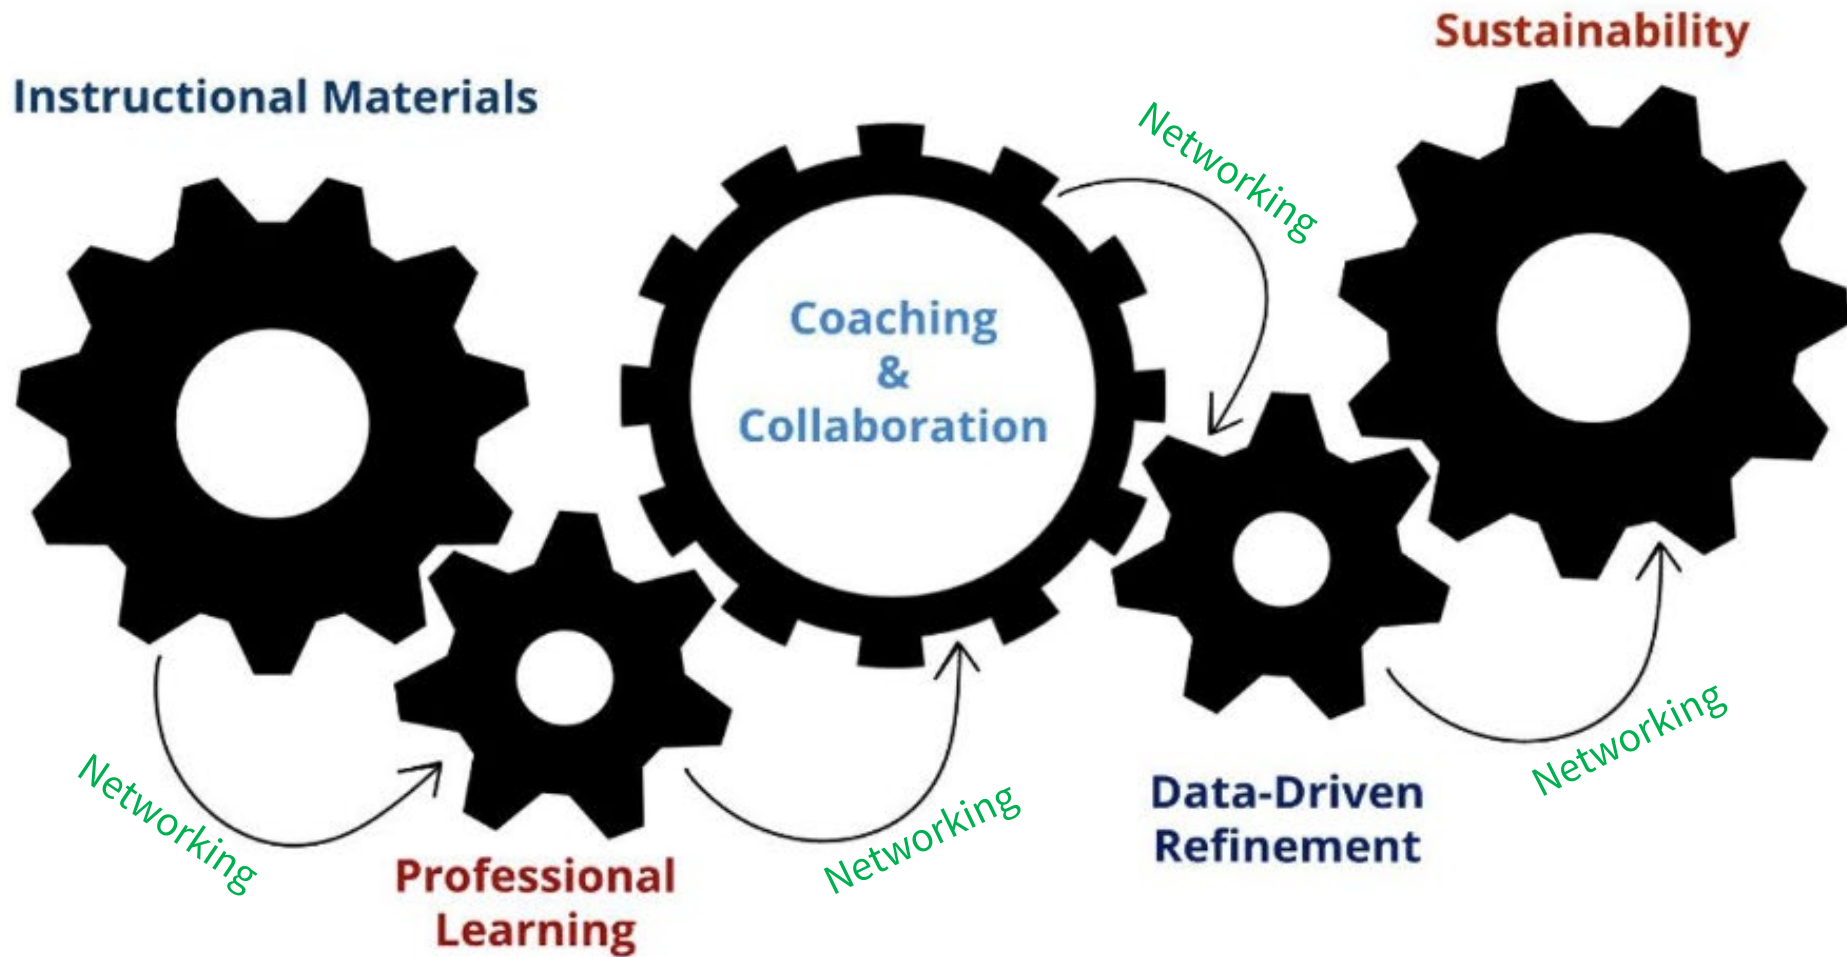 Sustainability
Instructional Materials
Networking
Coaching
&
Collaboration
Networking
Professional
Learning
Networking
Data-Driven
Refinement
Networking